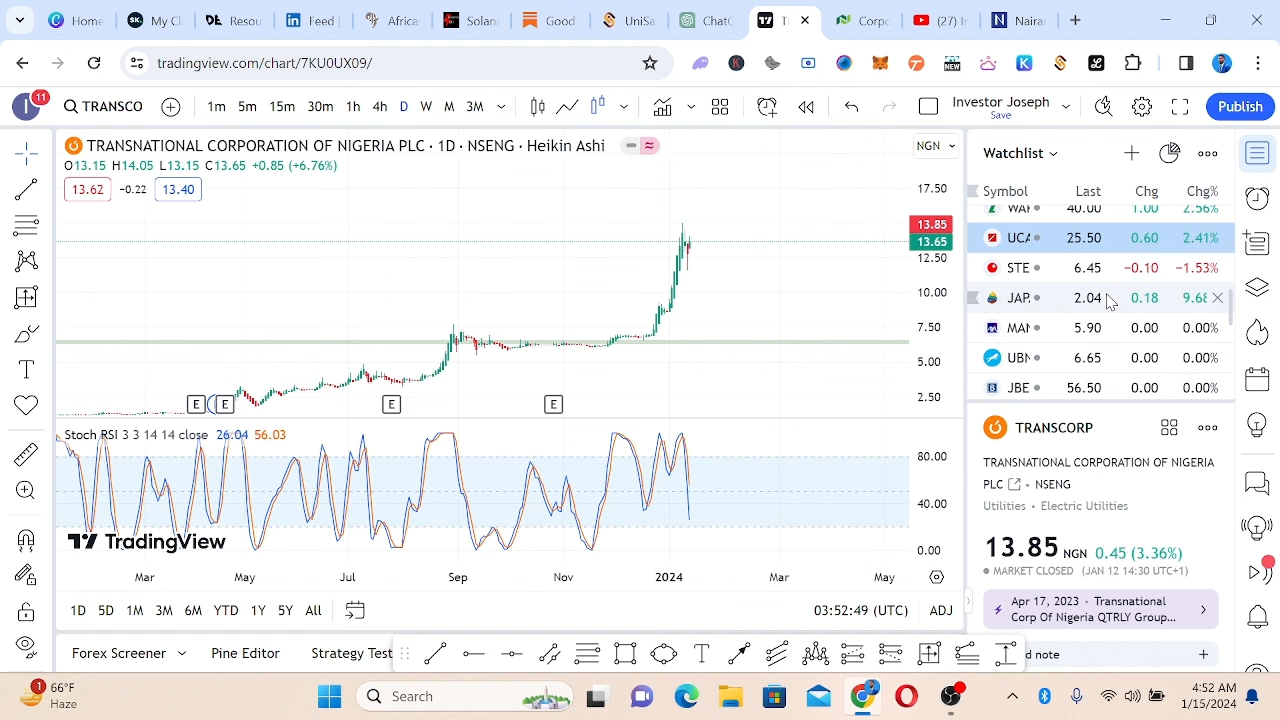 Home
My Cl
DE
Resou
Feed |
Africa
Solan
Good
UniSa
ChatG
Corp
(27) I
Naira
tradingview.com/chart/7KU0UX09/
NEW
11
TRANSCO
1m 5m 15m 30m 1h 4h D W M 3M
Investor Joseph
Save
Publish
TRANSNATIONAL CORPORATION OF NIGERIA PLC · 1D · NSENG · Heikin Ashi
NGN
O13.15 H14.05 L13.15 C13.65 +0.85 (+6.76%)
13.62 −0.22 13.40
17.50
13.85
13.65
12.50
10.00
7.50
5.00
2.50
E E E E
Stoch RSI 3 3 14 14 close 26.04 56.03
80.00
40.00
0.00
TradingView
Mar May Jul Sep Nov 2024 Mar May
1D 5D 1M 3M 6M YTD 1Y 5Y All
03:52:49 (UTC) ADJ
Forex Screener Pine Editor Strategy Test
Watchlist
Symbol Last Chg Chg%
40.00 1.00 2.56%
UCA 25.50 0.60 2.41%
STE 6.45 −0.10 −1.53%
JAP 2.04 0.18 9.68
MAN 5.90 0.00 0.00%
UBN 6.65 0.00 0.00%
JBE 56.50 0.00 0.00%
TRANSCORP
TRANSNATIONAL CORPORATION OF NIGERIA
PLC · NSENG
Utilities · Electric Utilities
13.85 NGN 0.45 (3.36%)
MARKET CLOSED (JAN 12 14:30 UTC+1)
Apr 17, 2023 · Transnational
Corp Of Nigeria QTRLY Group...
d note
1
66°F
Haze
Search
4:52 AM
1/15/2024